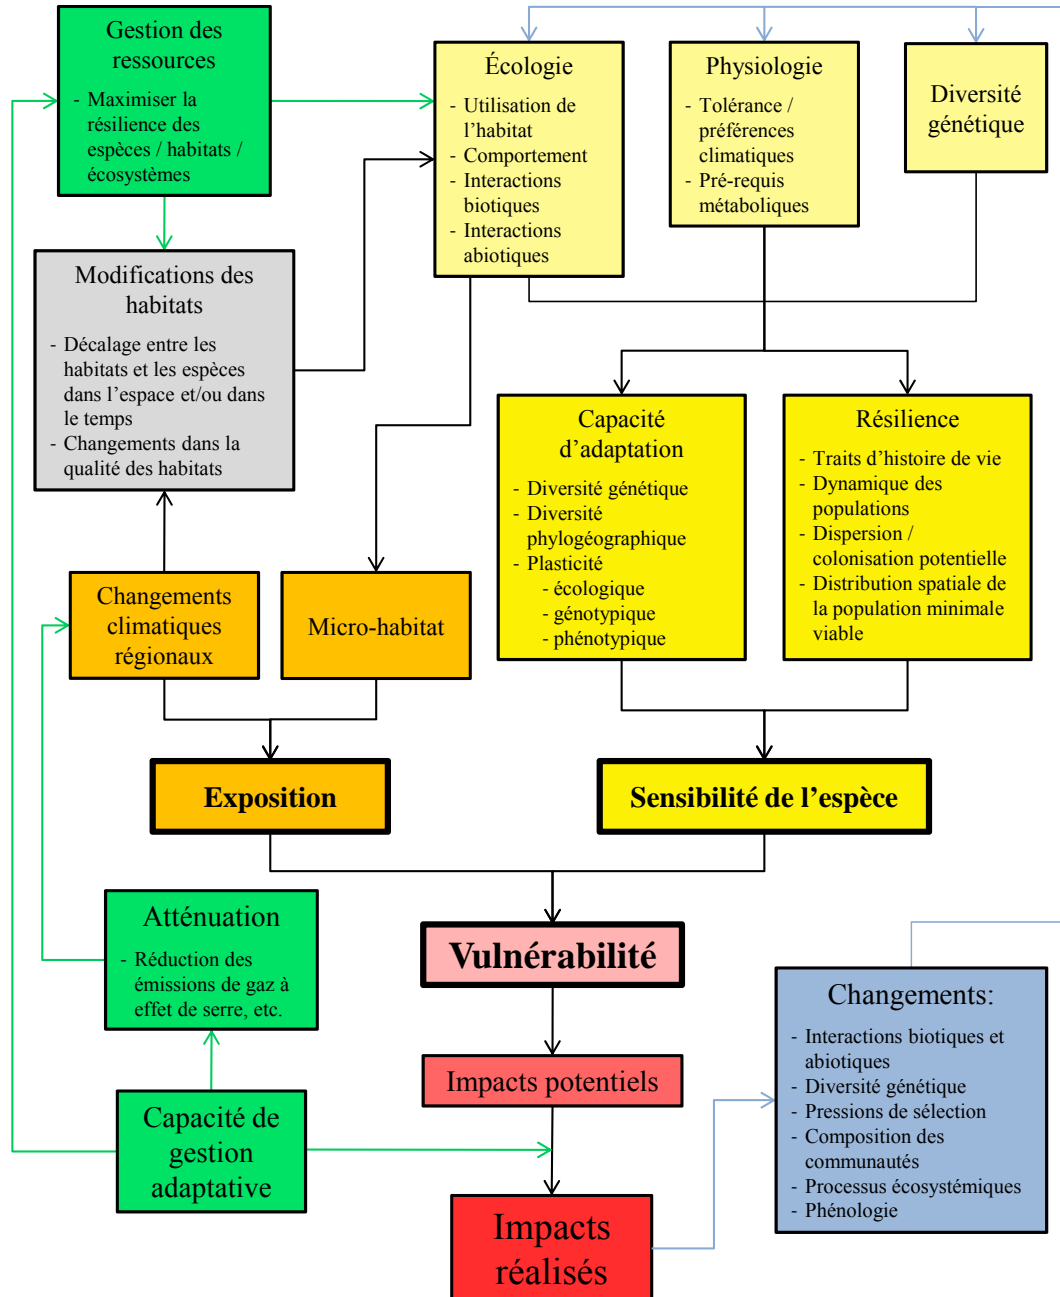 Gestion des
ressources
- Maximiser la
résilience des
espèces / habitats /
écosystèmes
Écologie
- Utilisation de
l'habitat
- Comportement
- Interactions
biotiques
- Interactions
abiotiques
Physiologie
- Tolérance /
préférences
climatiques
- Pré-requis
métaboliques
Diversité
génétique
Modifications des
habitats
- Décalage entre les
habitats et les espèces
dans l'espace et/ou dans
le temps
- Changements dans la
qualité des habitats
Capacité
d'adaptation
- Diversité génétique
- Diversité
phylogéographique
- Plasticité
- écologique
- génotypique
- phénotypique
Résilience
- Traits d'histoire de vie
- Dynamique des
populations
- Dispersion /
colonisation potentielle
- Distribution spatiale de
la population minimale
viable
Changements
climatiques
régionaux
Micro-habitat
Exposition
Sensibilité de l'espèce
Atténuation
- Réduction des
émissions de gaz à
effet de serre, etc.
Vulnérabilité
Changements:
- Interactions biotiques et
abiotiques
- Diversité génétique
- Pressions de sélection
- Composition des
communautés
- Processus écosystémiques
- Phénologie
Impacts potentiels
Capacité de
gestion
adaptative
Impacts
réalisés